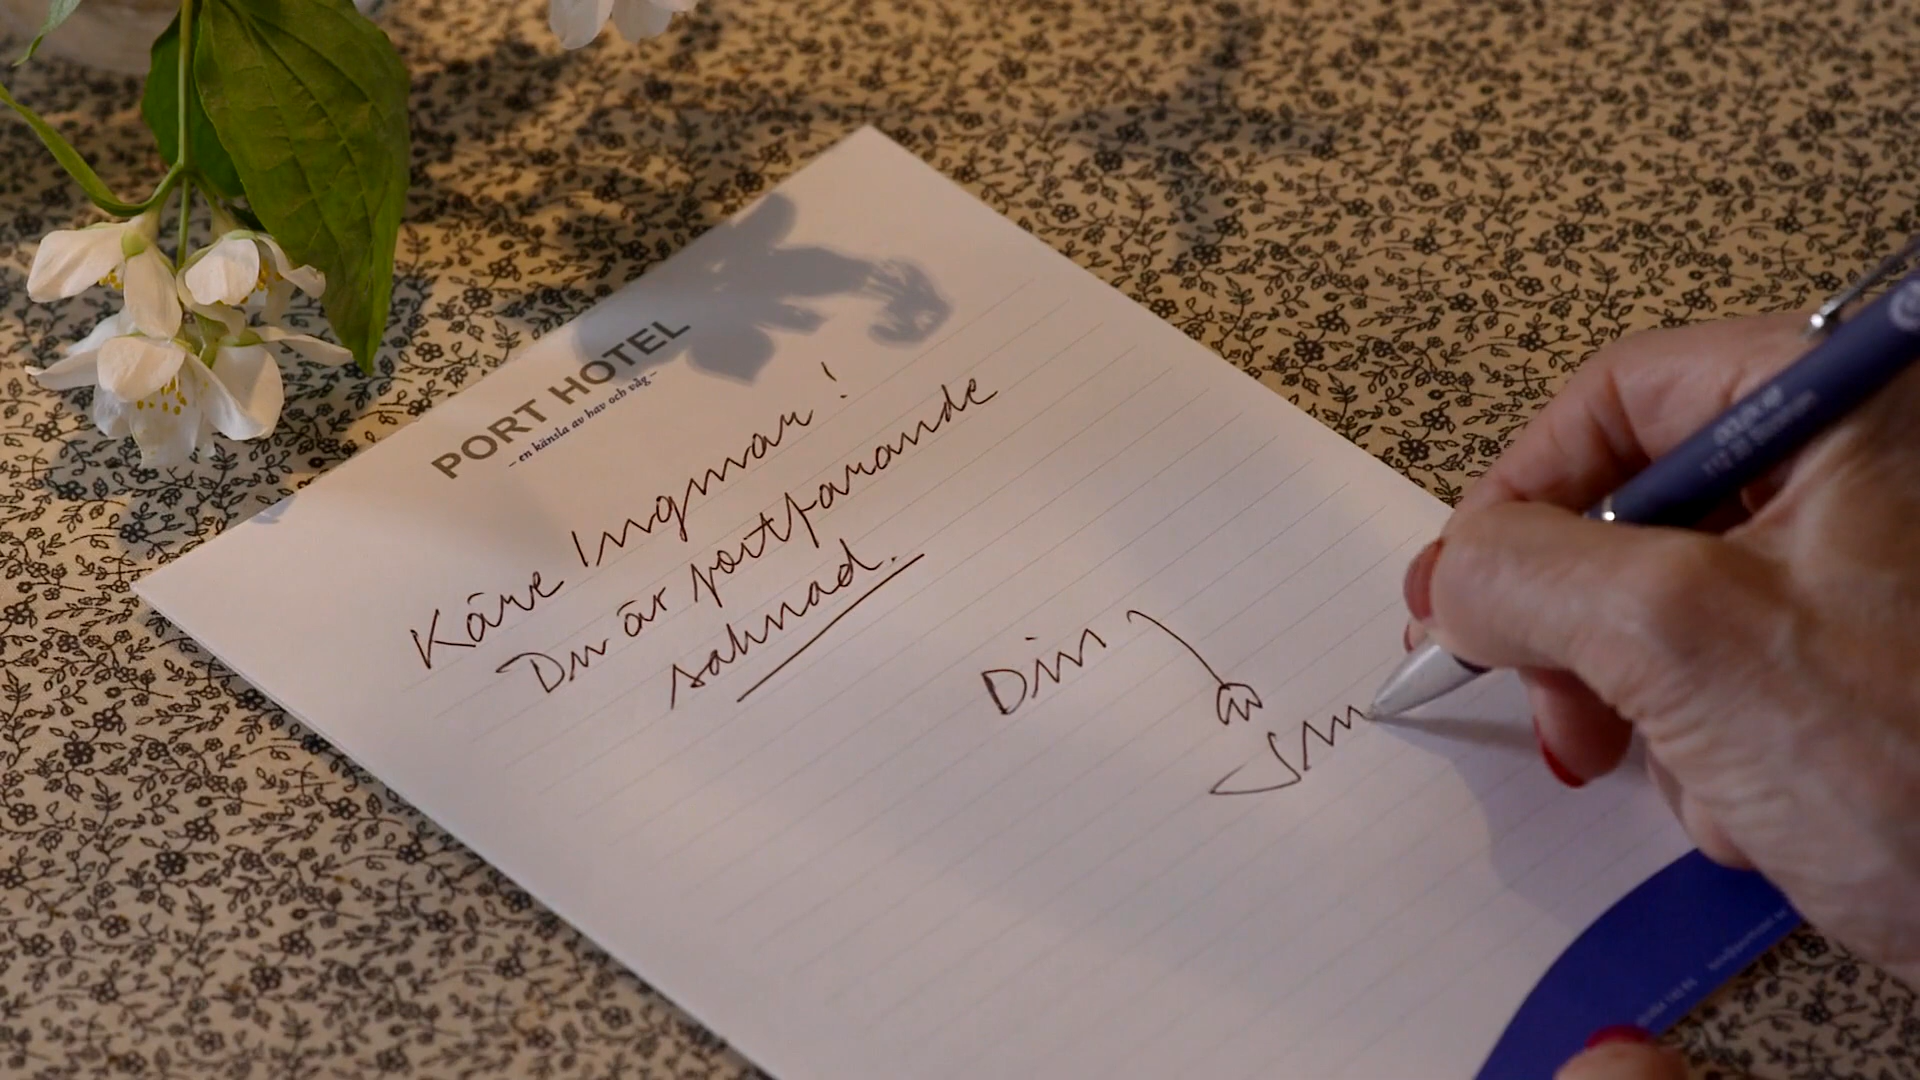 PORT HOTEL
– en känsla av hav och våg –
Käre Ingmar!
Du är fortfarande
saknad.
Din